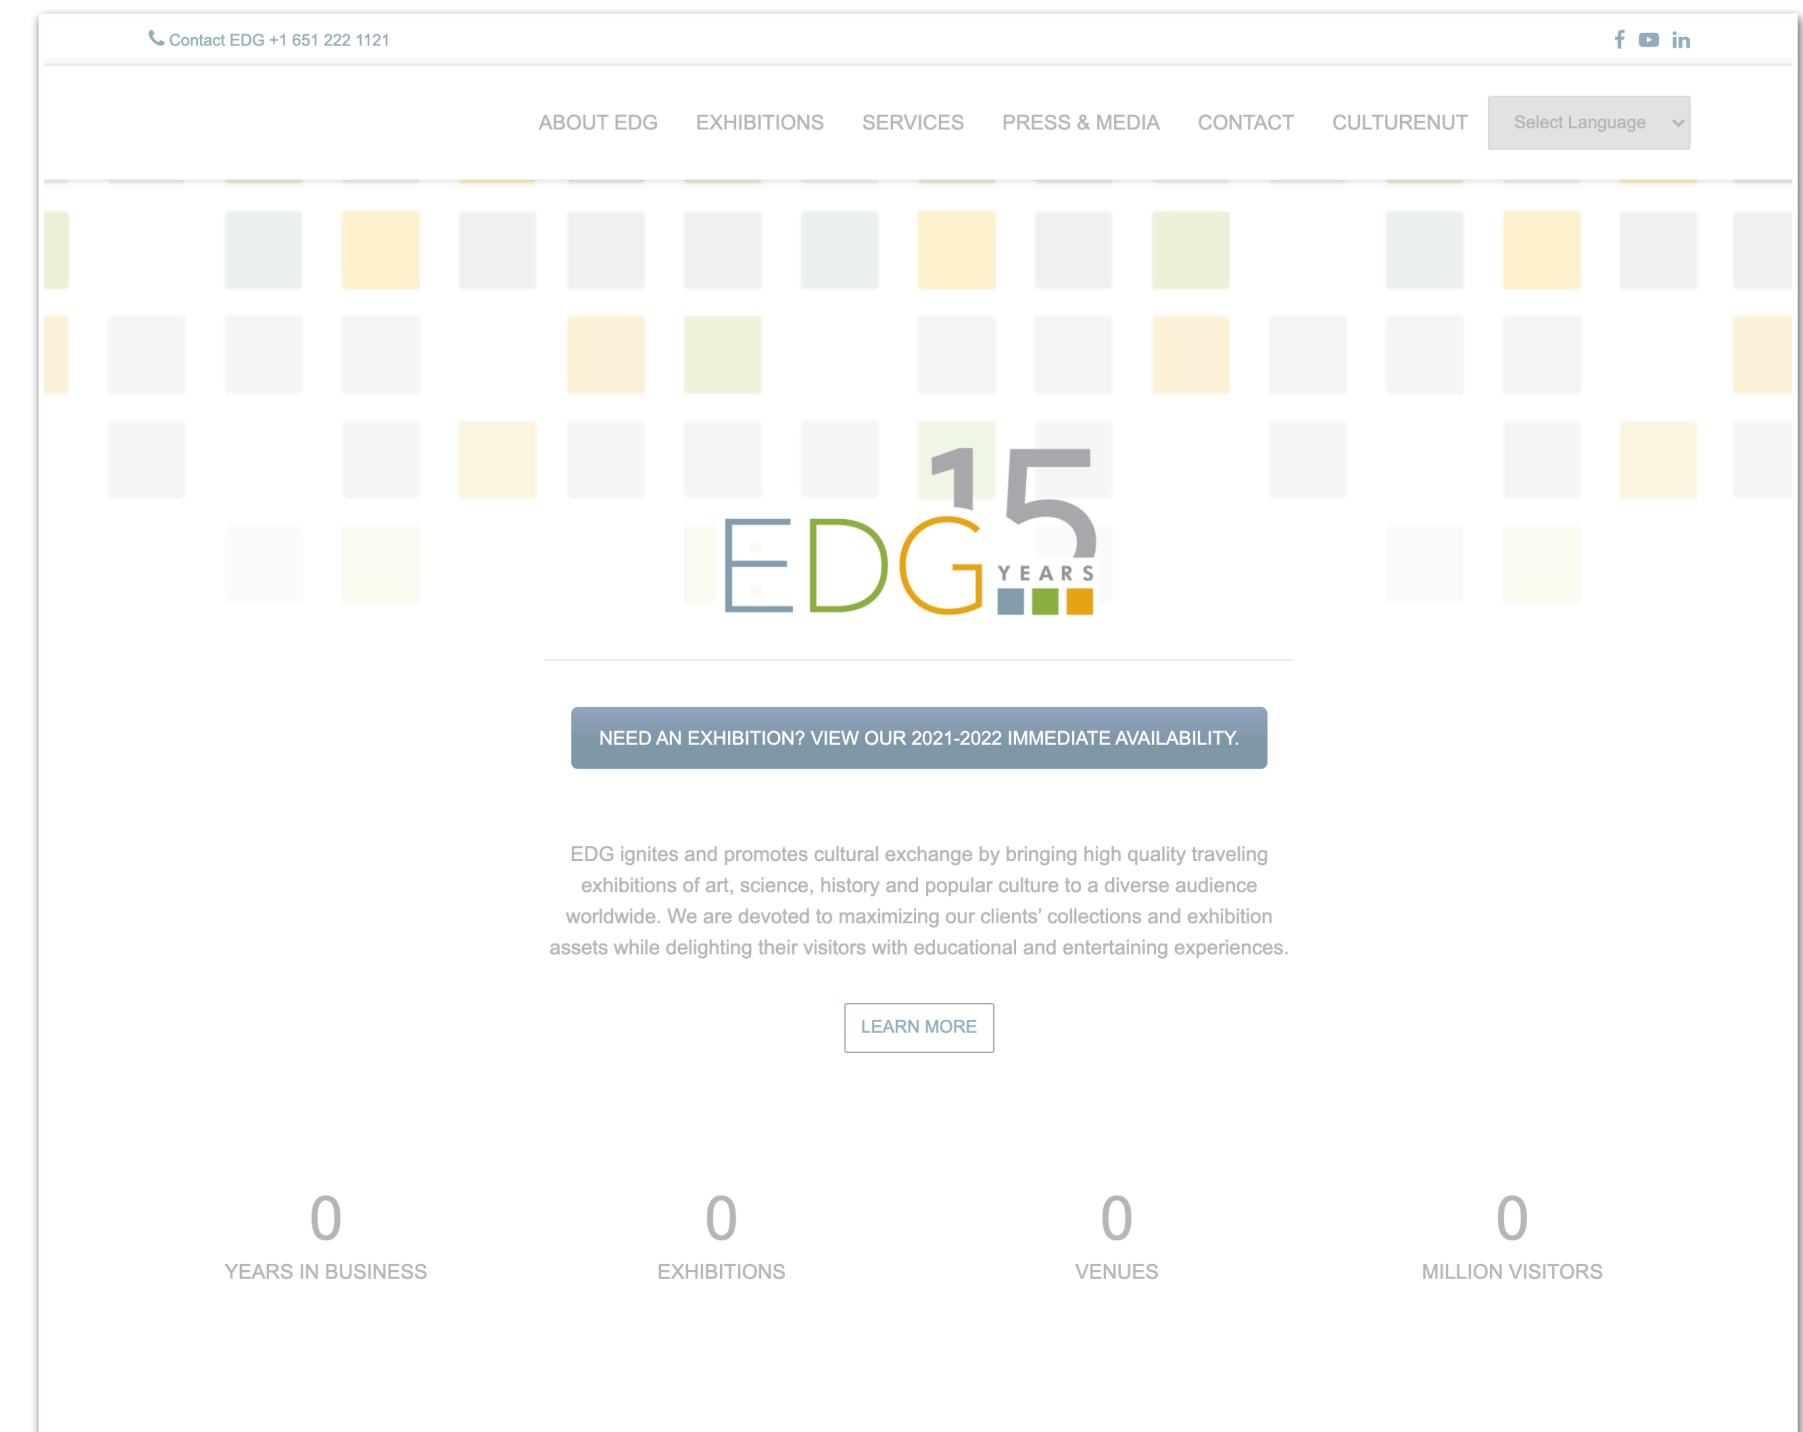 Contact EDG +1 651 222 1121
ABOUT EDG EXHIBITIONS SERVICES PRESS & MEDIA CONTACT CULTURENUT Select Language
EDG 15
YEARS
NEED AN EXHIBITION? VIEW OUR 2021-2022 IMMEDIATE AVAILABILITY.
EDG ignites and promotes cultural exchange by bringing high quality traveling
exhibitions of art, science, history and popular culture to a diverse audience
worldwide. We are devoted to maximizing our clients’ collections and exhibition
assets while delighting their visitors with educational and entertaining experiences.
LEARN MORE
0 0 0 0
YEARS IN BUSINESS EXHIBITIONS VENUES MILLION VISITORS